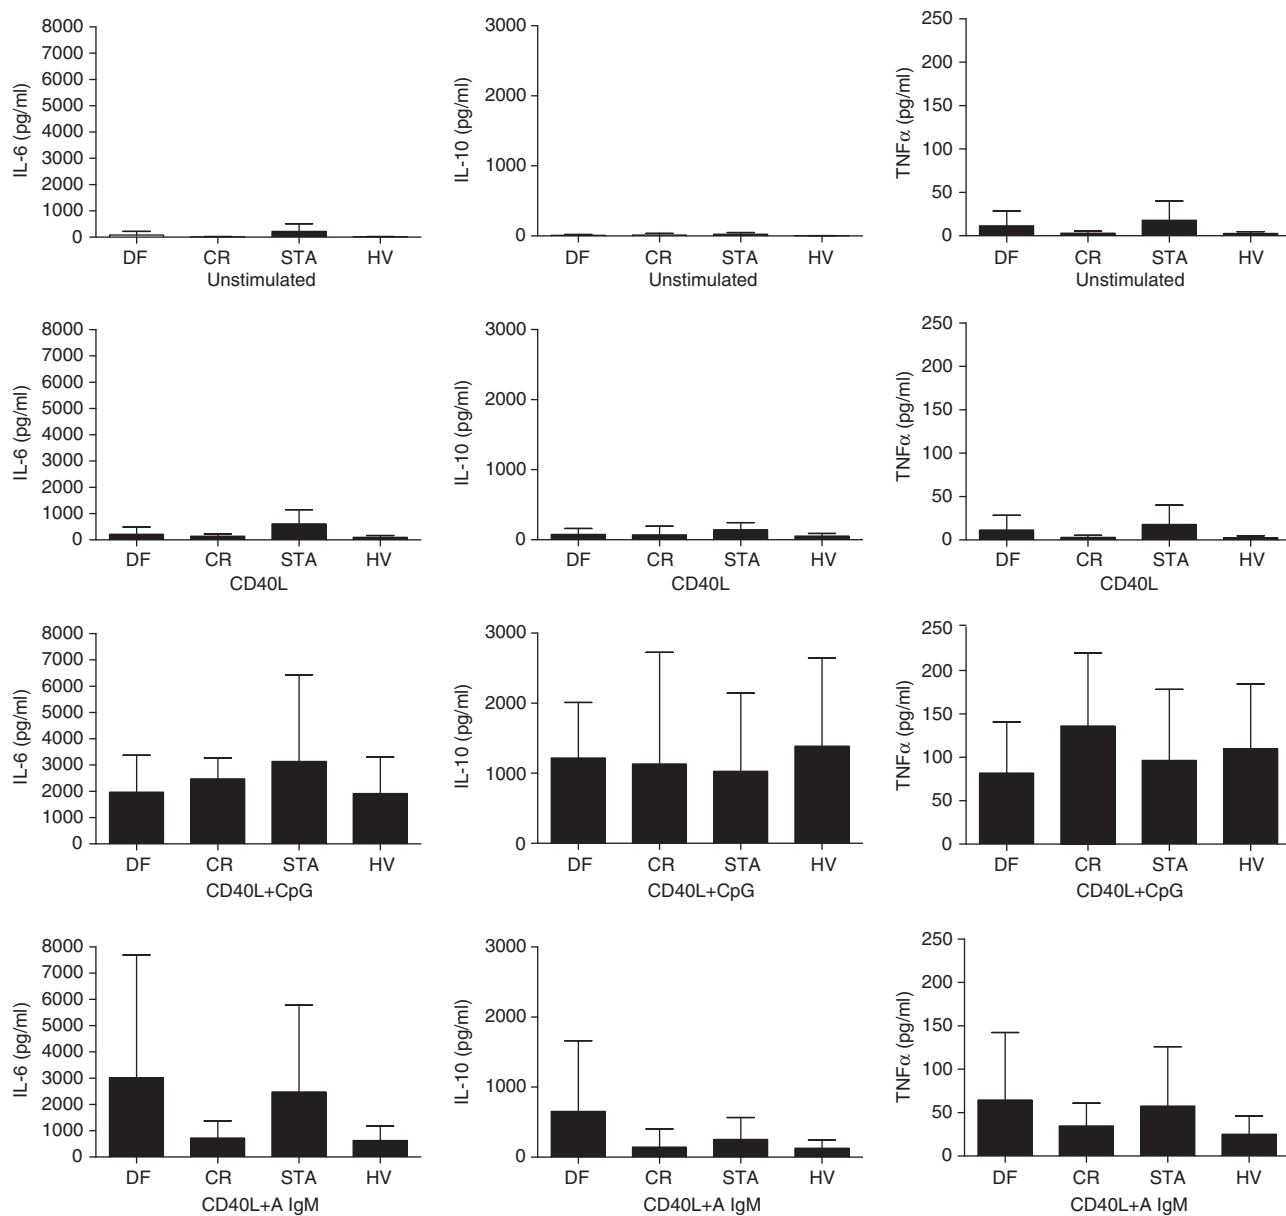 IL-6 (pg/ml)
8000
7000
6000
5000
4000
3000
2000
1000
0
DF CR STA HV
Unstimulated
IL-10 (pg/ml)
3000
2000
1000
0
DF CR STA HV
Unstimulated
TNFα (pg/ml)
250
200
150
100
50
0
DF CR STA HV
Unstimulated
IL-6 (pg/ml)
8000
7000
6000
5000
4000
3000
2000
1000
0
DF CR STA HV
CD40L
IL-10 (pg/ml)
3000
2000
1000
0
DF CR STA HV
CD40L
TNFα (pg/ml)
250
200
150
100
50
0
DF CR STA HV
CD40L
IL-6 (pg/ml)
8000
7000
6000
5000
4000
3000
2000
1000
0
DF CR STA HV
CD40L+CpG
IL-10 (pg/ml)
3000
2000
1000
0
DF CR STA HV
CD40L+CpG
TNFα (pg/ml)
250
200
150
100
50
0
DF CR STA HV
CD40L+CpG
IL-6 (pg/ml)
8000
7000
6000
5000
4000
3000
2000
1000
0
DF CR STA HV
CD40L+A IgM
IL-10 (pg/ml)
3000
2000
1000
0
DF CR STA HV
CD40L+A IgM
TNFα (pg/ml)
250
200
150
100
50
0
DF CR STA HV
CD40L+A IgM